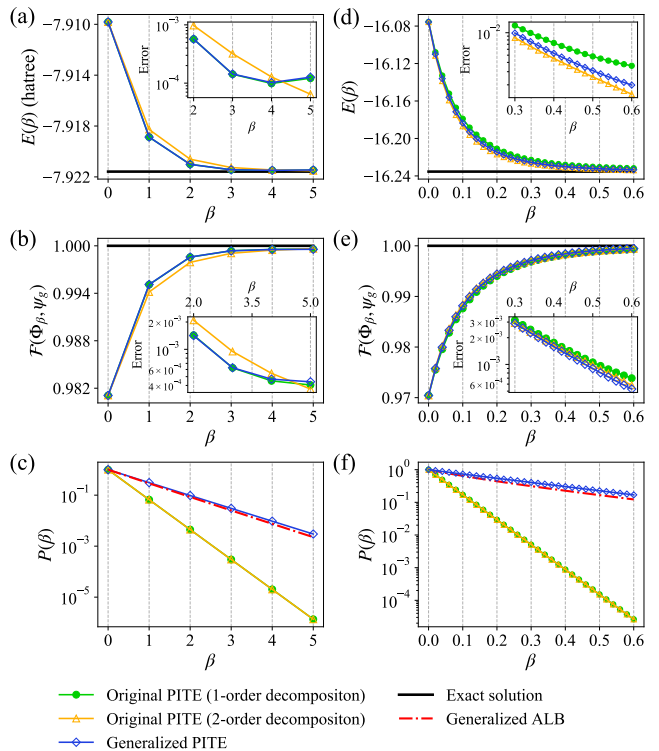 (a)
−7.910
−7.914
−7.918
−7.922
E(β) (hatree)
0 1 2 3 4 5
β
10⁻³
10⁻⁴
Error
2 3 4 5
β
(d)
−16.08
−16.12
−16.16
−16.20
−16.24
E(β)
0.0 0.1 0.2 0.3 0.4 0.5 0.6
β
10⁻²
Error
0.3 0.4 0.5 0.6
β
(b)
1.000
0.994
0.988
0.982
F(Φβ, ψg)
0 1 2 3 4 5
β
β
2.0 3.5 5.0
2 × 10⁻³
10⁻³
6 × 10⁻⁴
4 × 10⁻⁴
Error
(e)
1.00
0.99
0.98
0.97
F(Φβ, ψg)
0.0 0.1 0.2 0.3 0.4 0.5 0.6
β
β
0.3 0.4 0.5 0.6
3 × 10⁻³
2 × 10⁻³
10⁻³
6 × 10⁻⁴
Error
(c)
10⁻¹
10⁻³
10⁻⁵
P(β)
0 1 2 3 4 5
β
(f)
10⁰
10⁻¹
10⁻²
10⁻³
10⁻⁴
P(β)
0.0 0.1 0.2 0.3 0.4 0.5 0.6
β
Original PITE (1-order decompositon)
Original PITE (2-order decompositon)
Generalized PITE
Exact solution
Generalized ALB